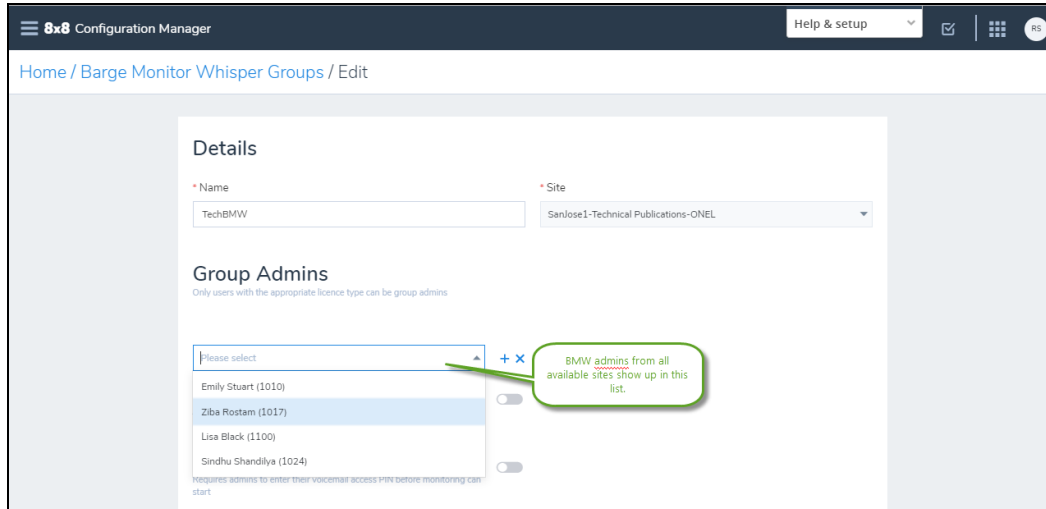 8x8 Configuration Manager
Help & setup
RS
Home / Barge Monitor Whisper Groups / Edit
Details
* Name
* Site
TechBMW
SanJose1-Technical Publications-ONEL
Group Admins
Only users with the appropriate licence type can be group admins
Please select
BMW admins from all
available sites show up in this
list.
Emily Stuart (1010)
Ziba Rostam (1017)
Lisa Black (1100)
Sindhu Shandilya (1024)
Requires admins to enter their voicemail access PIN before monitoring can
start